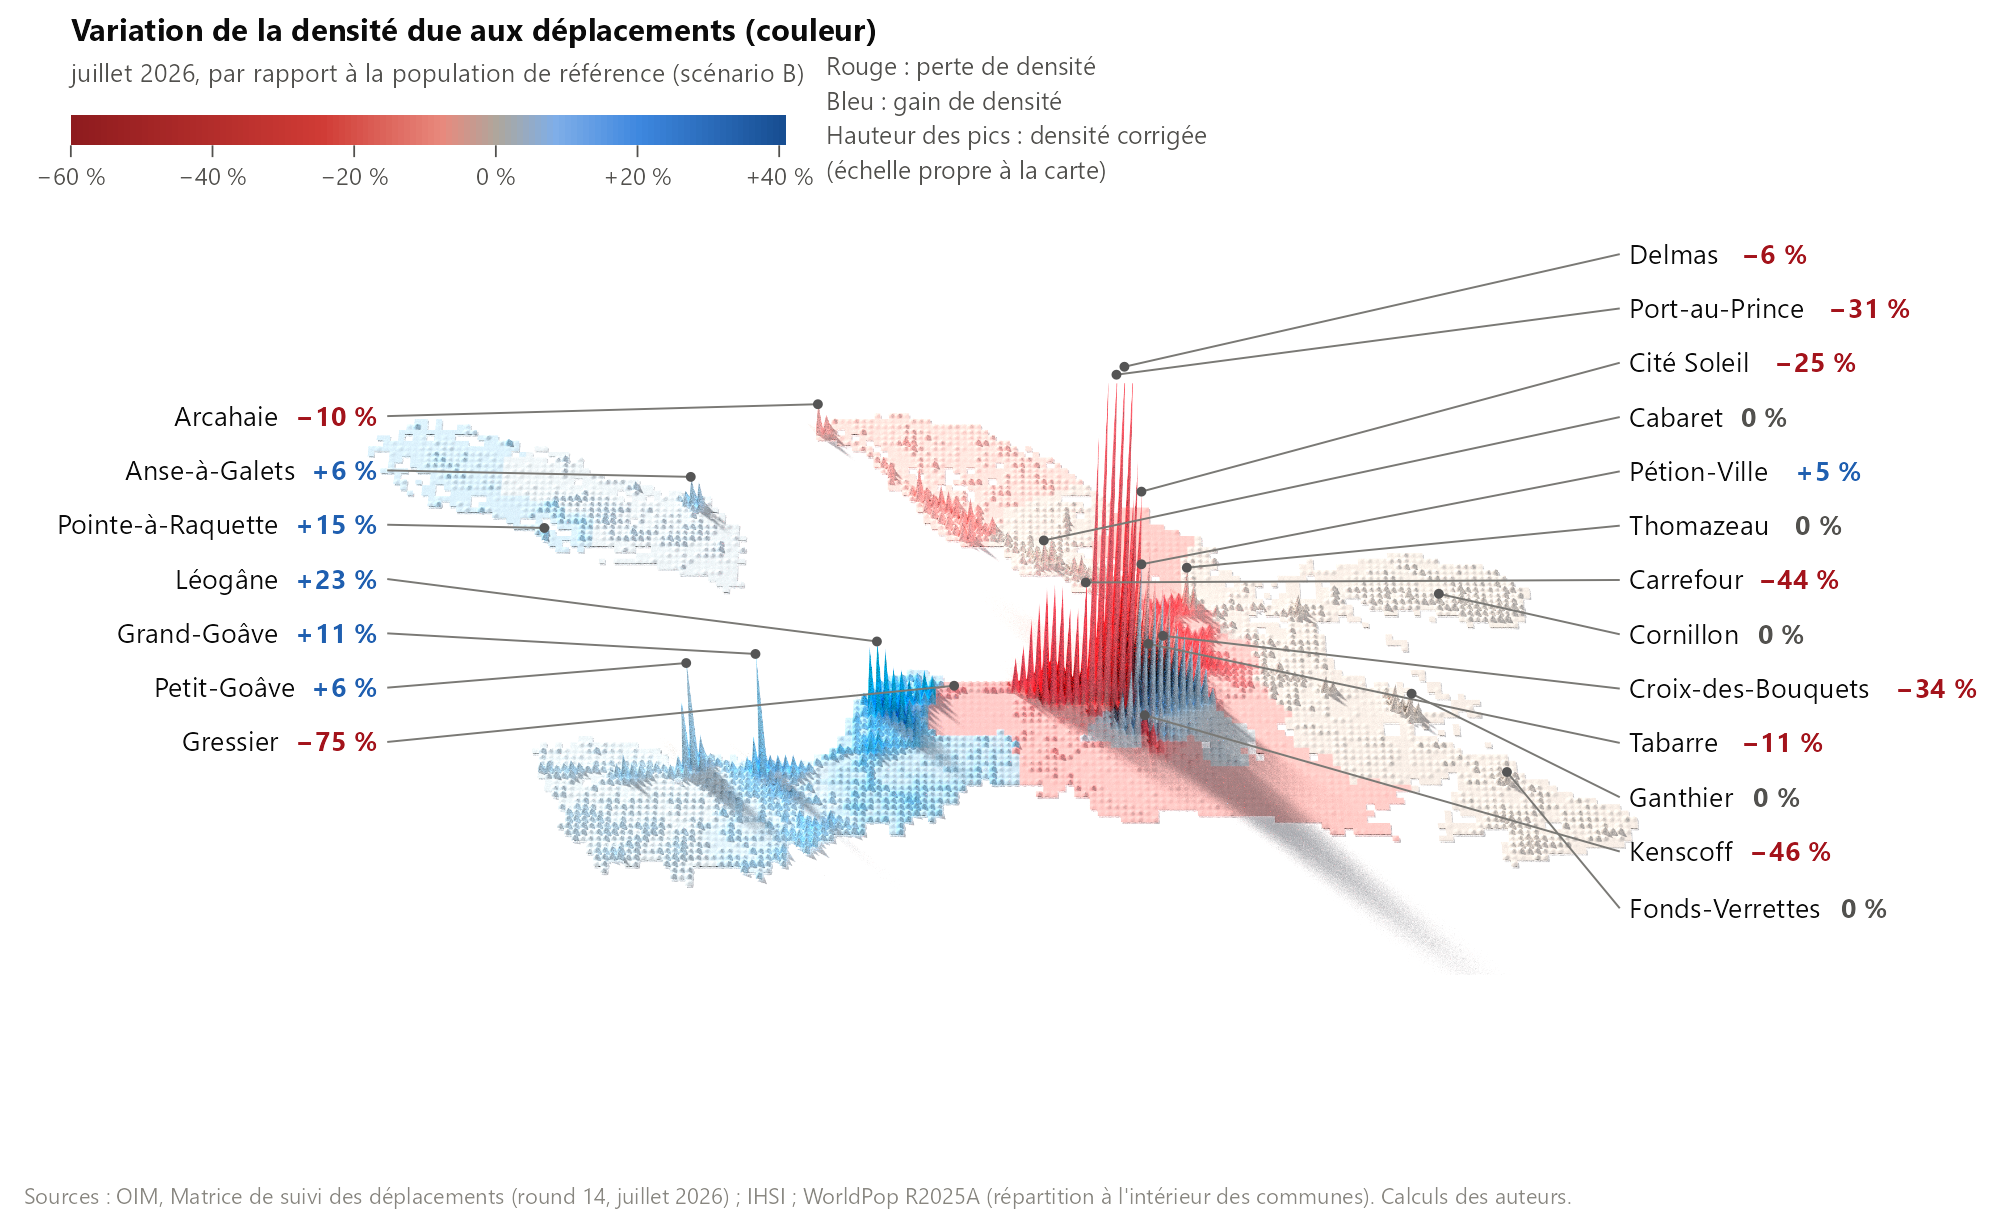 Variation de la densité due aux déplacements (couleur)
juillet 2026, par rapport à la population de référence (scénario B)
Rouge : perte de densité
Bleu : gain de densité
Hauteur des pics : densité corrigée
(échelle propre à la carte)
−60 %
−40 %
−20 %
0 %
+20 %
+40 %
Arcahaie −10 %
Anse-à-Galets +6 %
Pointe-à-Raquette +15 %
Léogâne +23 %
Grand-Goâve +11 %
Petit-Goâve +6 %
Gressier −75 %
Delmas −6 %
Port-au-Prince −31 %
Cité Soleil −25 %
Cabaret 0 %
Pétion-Ville +5 %
Thomazeau 0 %
Carrefour −44 %
Cornillon 0 %
Croix-des-Bouquets −34 %
Tabarre −11 %
Ganthier 0 %
Kenscoff −46 %
Fonds-Verrettes 0 %
Sources : OIM, Matrice de suivi des déplacements (round 14, juillet 2026) ; IHSI ; WorldPop R2025A (répartition à l'intérieur des communes). Calculs des auteurs.